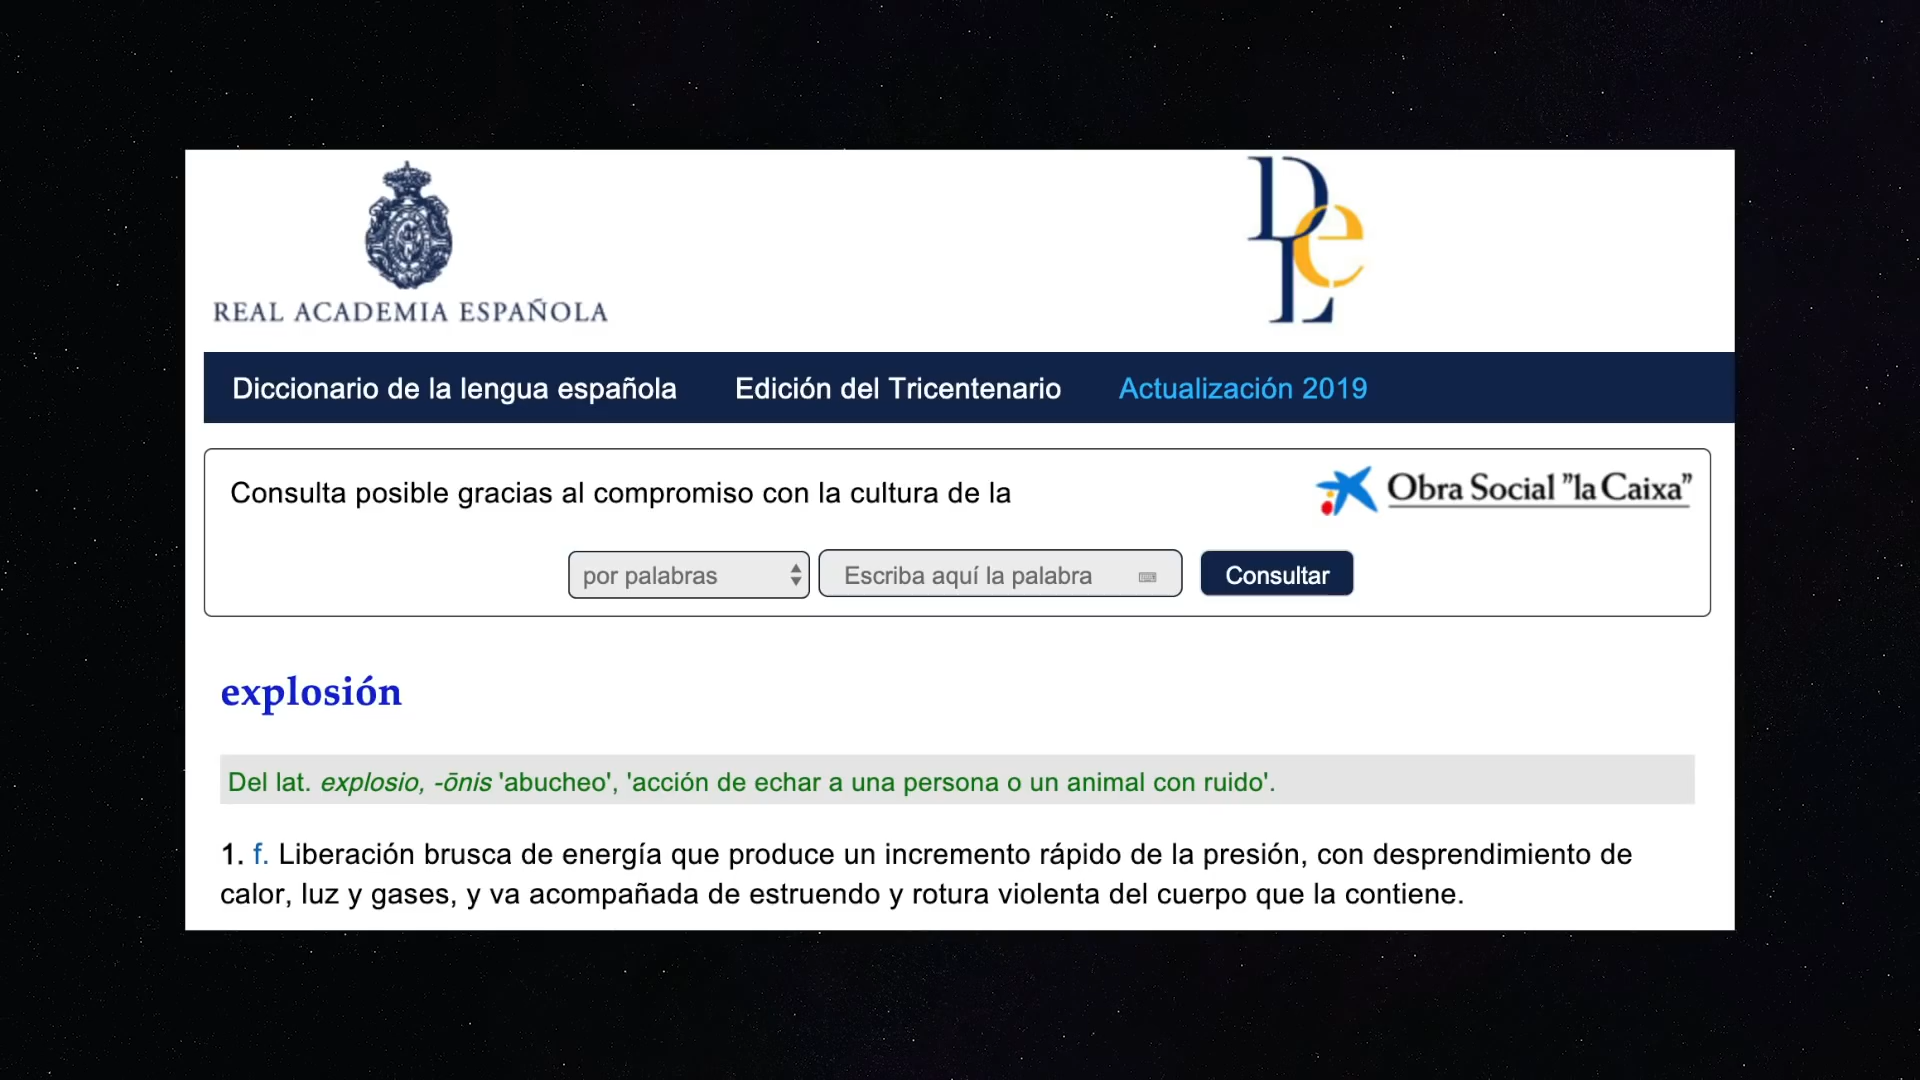 REAL ACADEMIA ESPAÑOLA
DeL
Diccionario de la lengua española Edición del Tricentenario Actualización 2019
Consulta posible gracias al compromiso con la cultura de la Obra Social "la Caixa"
por palabras Escriba aquí la palabra Consultar
explosión
Del lat. explosio, -ōnis 'abucheo', 'acción de echar a una persona o un animal con ruido'.
1. f. Liberación brusca de energía que produce un incremento rápido de la presión, con desprendimiento de
calor, luz y gases, y va acompañada de estruendo y rotura violenta del cuerpo que la contiene.